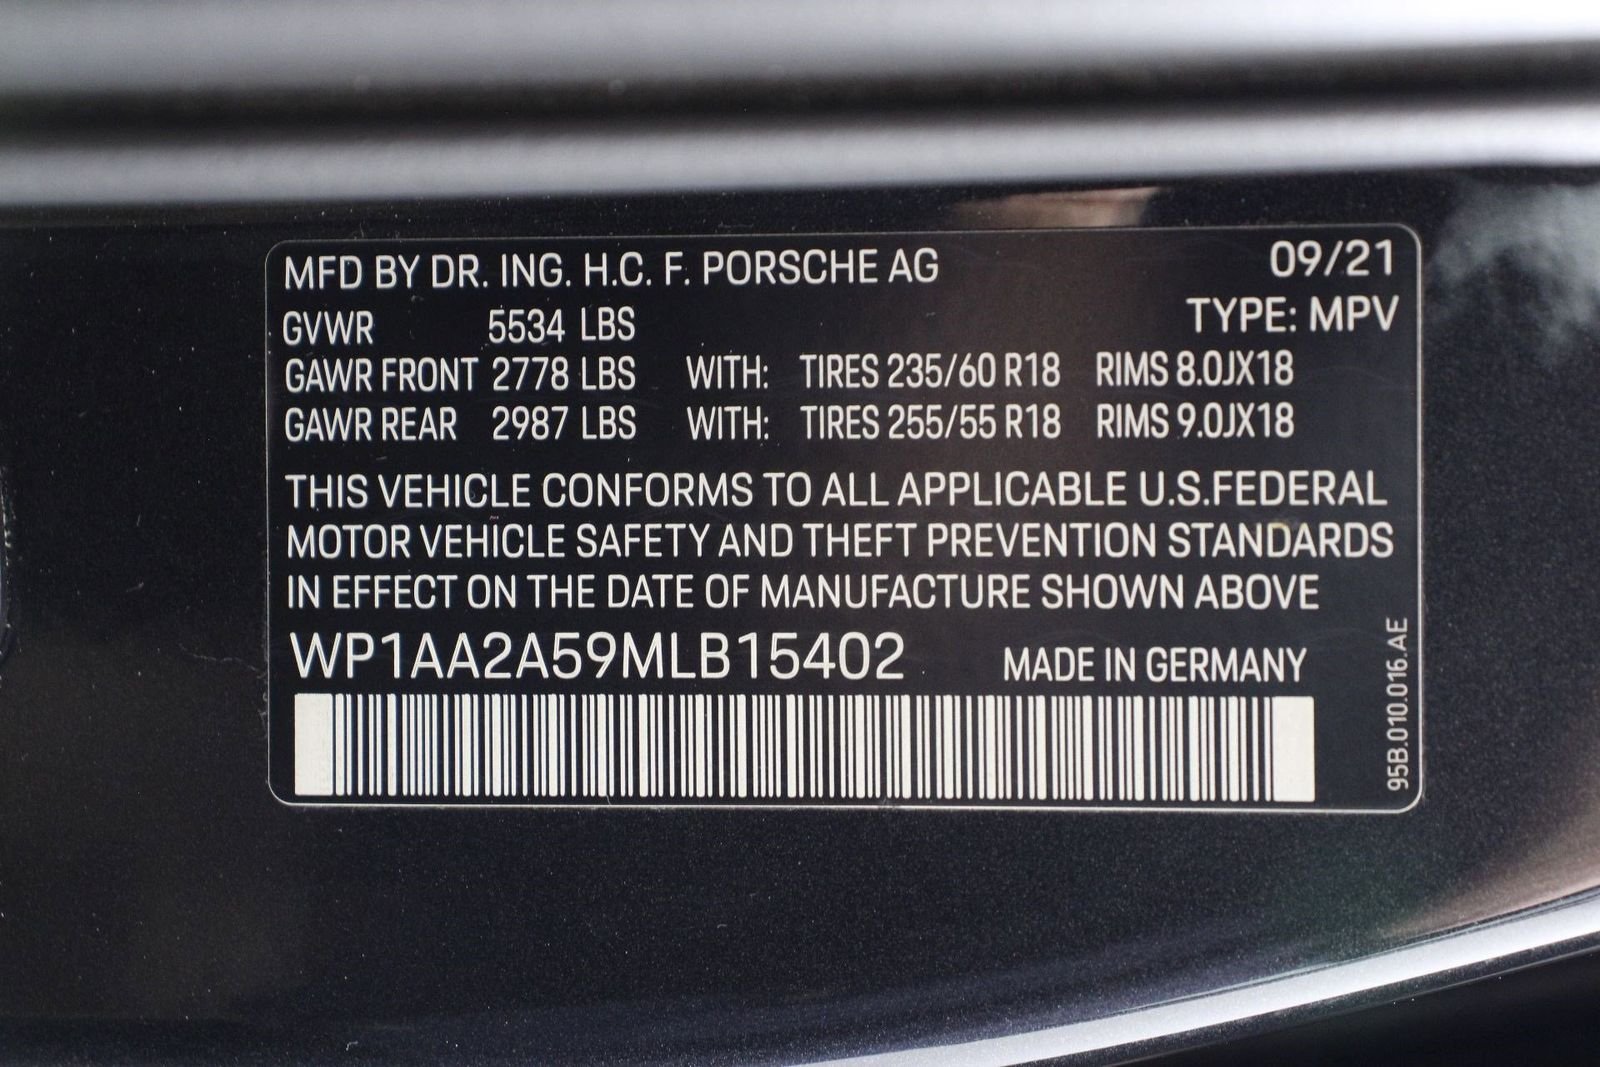 MFD BY DR. ING. H.C. F. PORSCHE AG 09/21
GVWR 5534 LBS TYPE: MPV
GAWR FRONT 2778 LBS WITH: TIRES 235/60 R18 RIMS 8.0JX18
GAWR REAR 2987 LBS WITH: TIRES 255/55 R18 RIMS 9.0JX18
THIS VEHICLE CONFORMS TO ALL APPLICABLE U.S.FEDERAL
MOTOR VEHICLE SAFETY AND THEFT PREVENTION STANDARDS
IN EFFECT ON THE DATE OF MANUFACTURE SHOWN ABOVE
WP1AA2A59MLB15402 MADE IN GERMANY
95B.010.016.AE